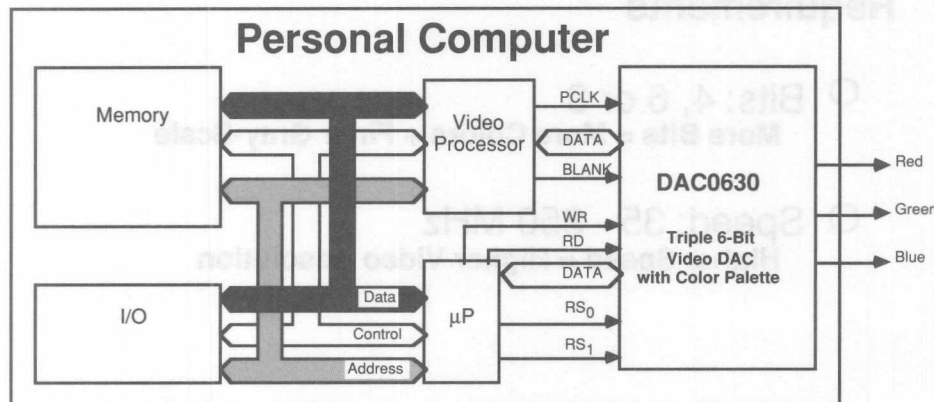 Personal Computer
Memory
Video
Processor
PCLK
DATA
BLANK
WR
RD
DATA
RS0
RS1
DAC0630
Triple 6-Bit
Video DAC
with Color Palette
Red
Green
Blue
I/O
Data
Control
Address
µP